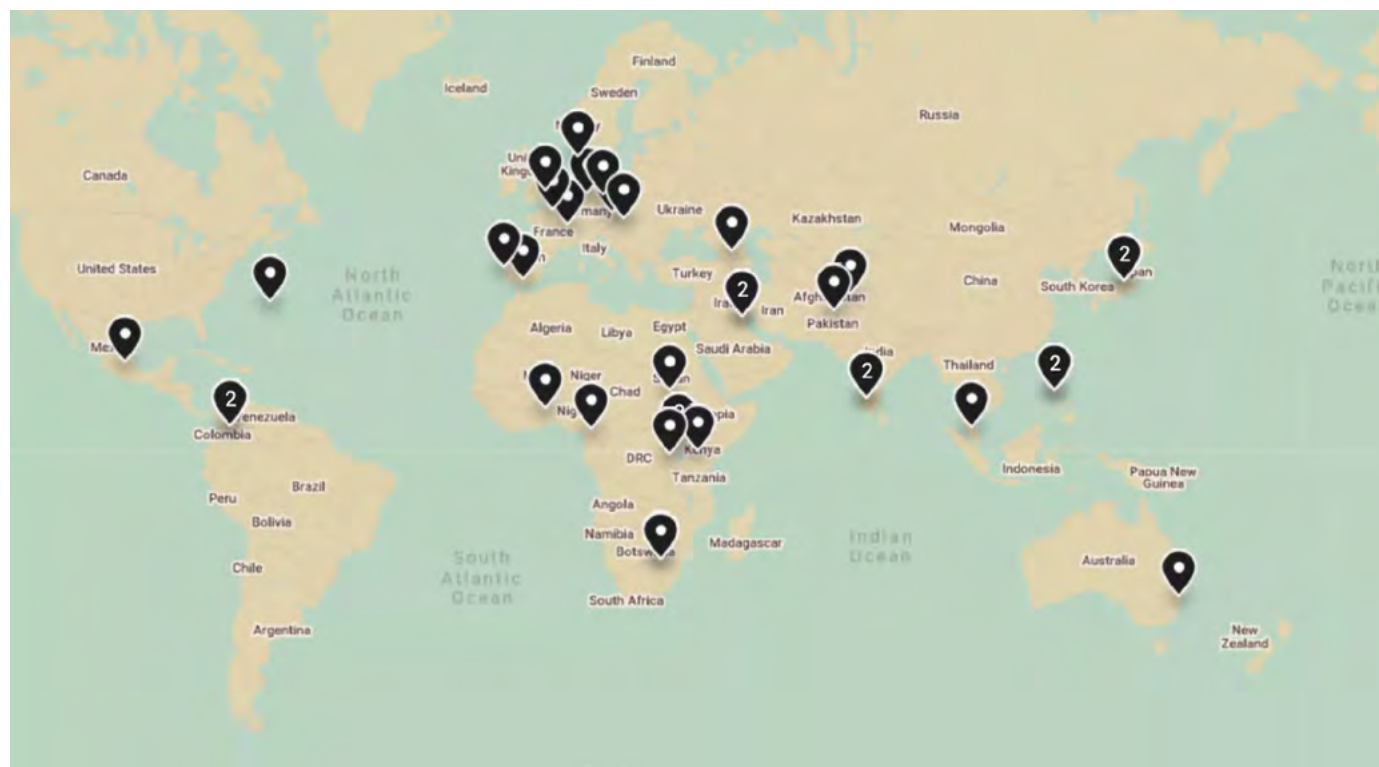 Finland
Iceland
Sweden
Russia
Canada
Ukraine
Kazakhstan
Mongolia
France
Italy
United States
North
Atlantic
Ocean
Turkey
China
2
South Korea
2
Iran
Pakistan
Algeria
Libya
Egypt
Saudi Arabia
Thailand
2
2
Niger
Chad
2
Colombia
DRC
Tanzania
Indonesia
Papua New
Guinea
Peru
Brazil
Bolivia
Angola
Namibia
Madagascar
Indian
Ocean
South
Atlantic
Ocean
Chile
Australia
South Africa
Argentina
New
Zealand